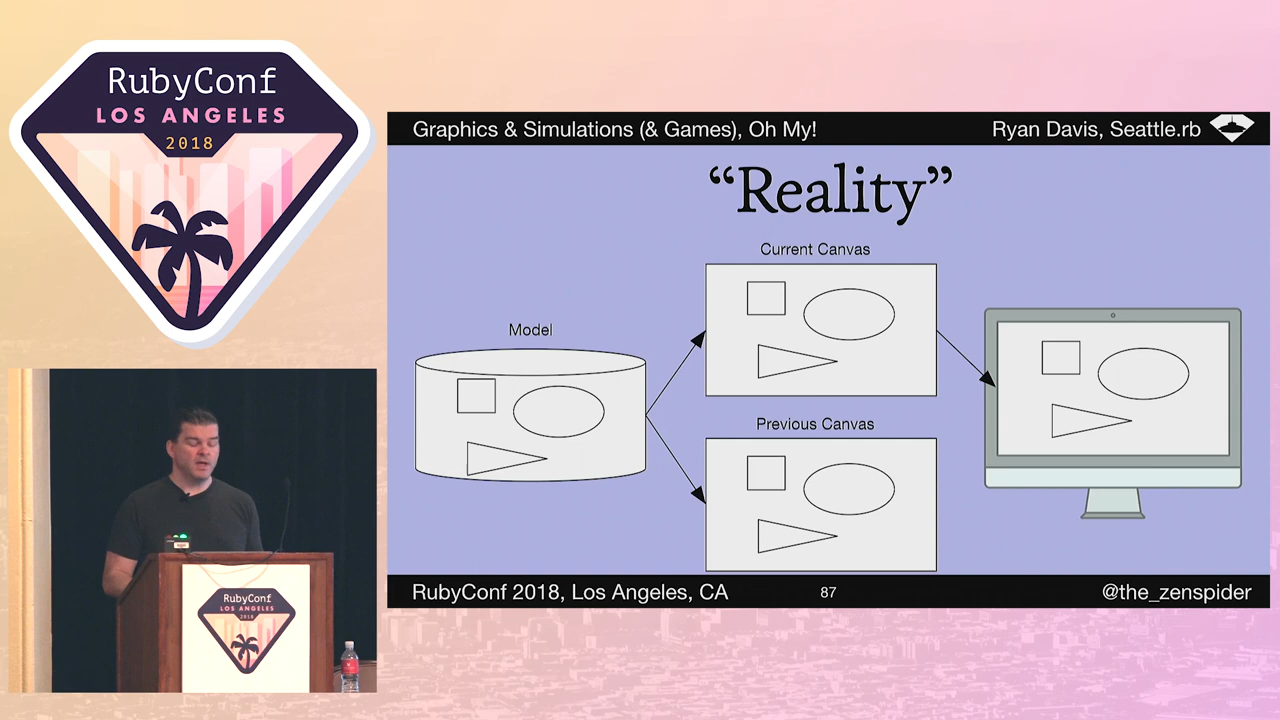 RubyConf
LOS ANGELES
2018
Graphics & Simulations (& Games), Oh My!
Ryan Davis, Seattle.rb
“Reality”
Current Canvas
Model
Previous Canvas
RubyConf 2018, Los Angeles, CA
87
@the_zenspider
RubyConf
LOS ANGELES
2018